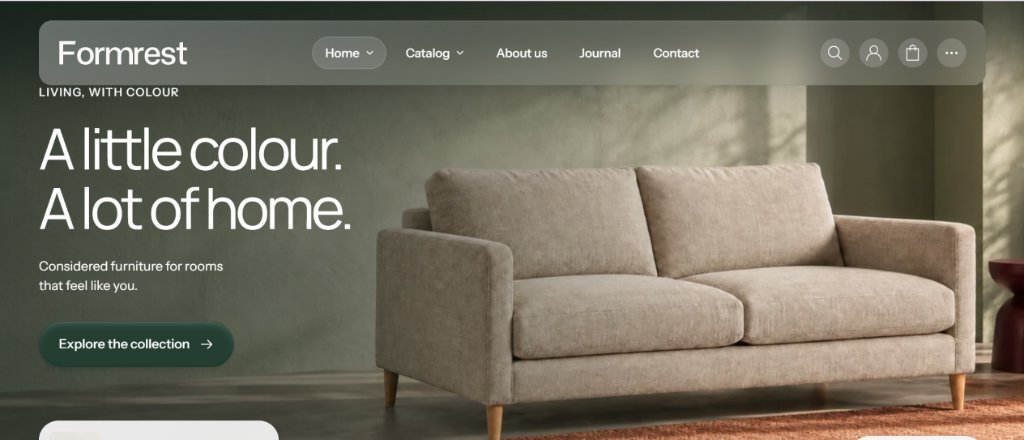 Formrest
Home
Catalog
About us
Journal
Contact
LIVING, WITH COLOUR
A little colour.
A lot of home.
Considered furniture for rooms
that feel like you.
Explore the collection